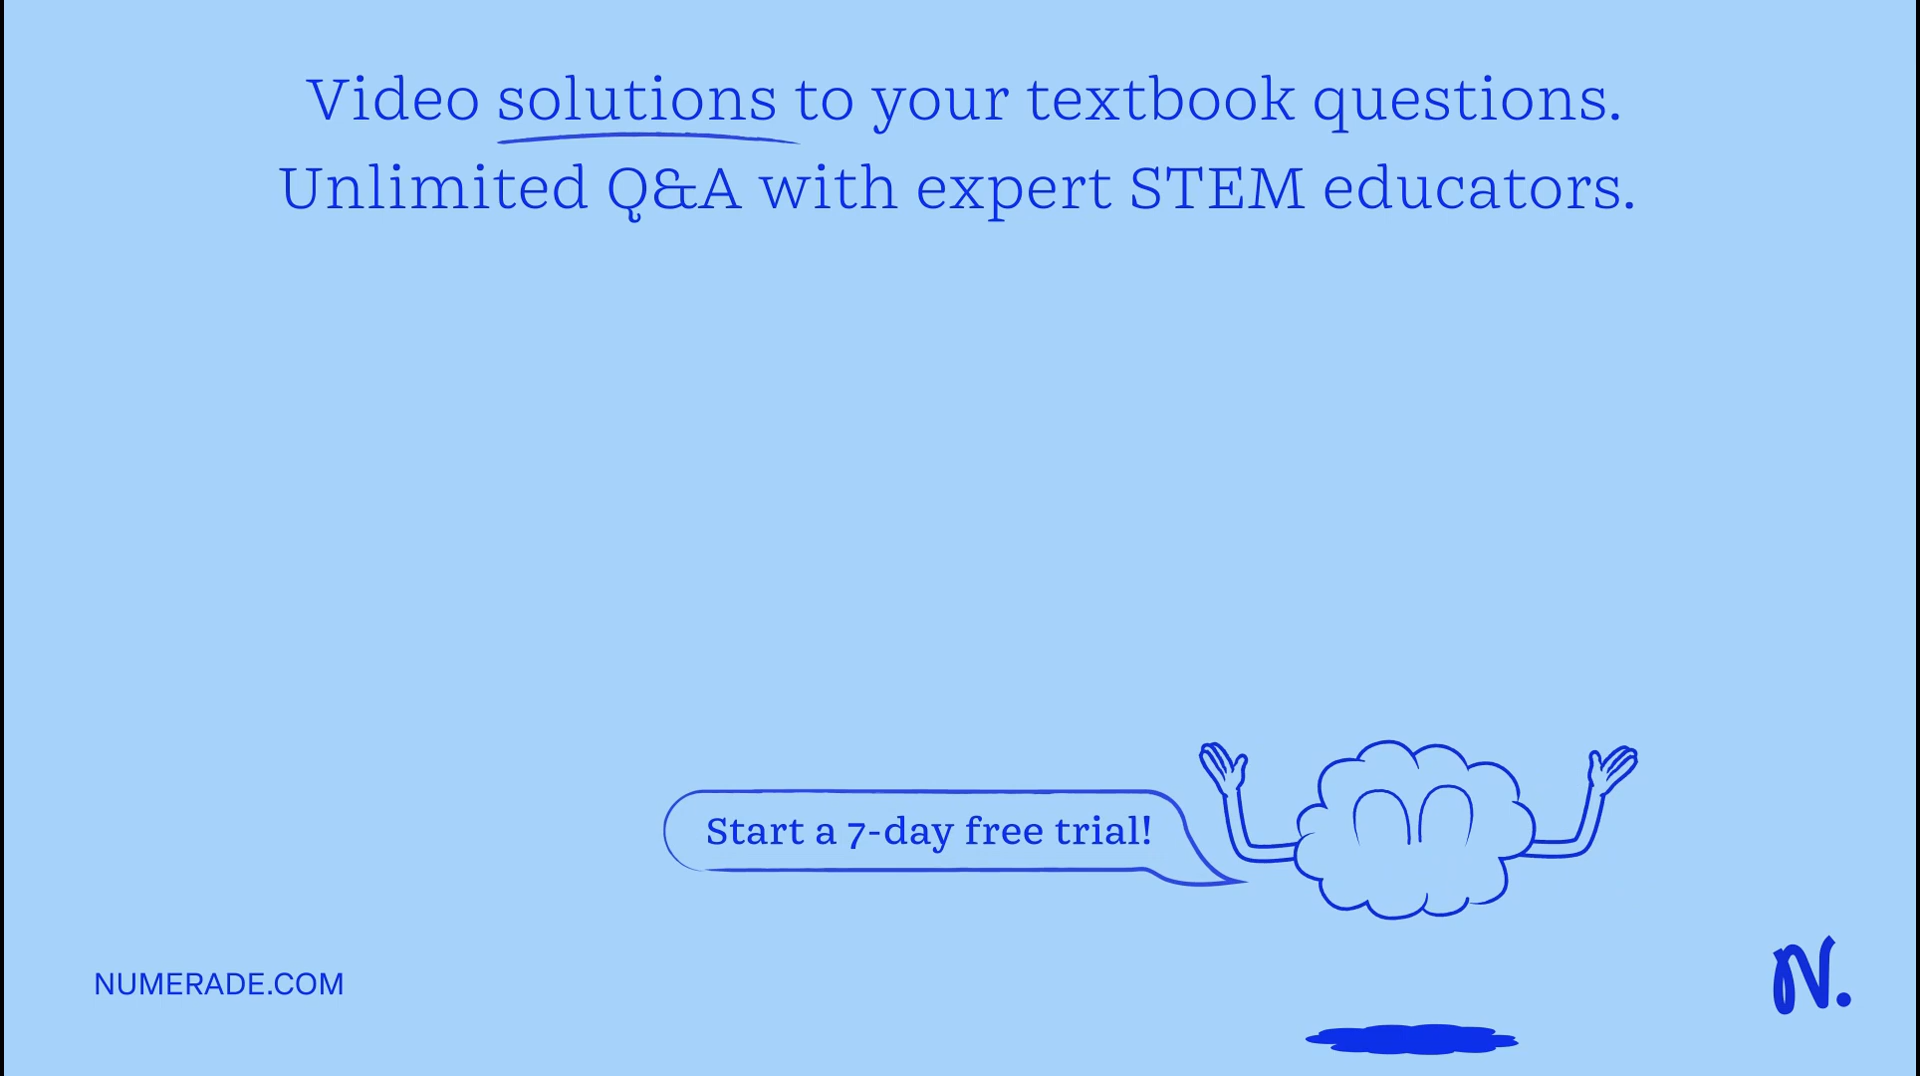 Video solutions to your textbook questions.
Unlimited Q&A with expert STEM educators.
Start a 7-day free trial!
NUMERADE.COM
N.